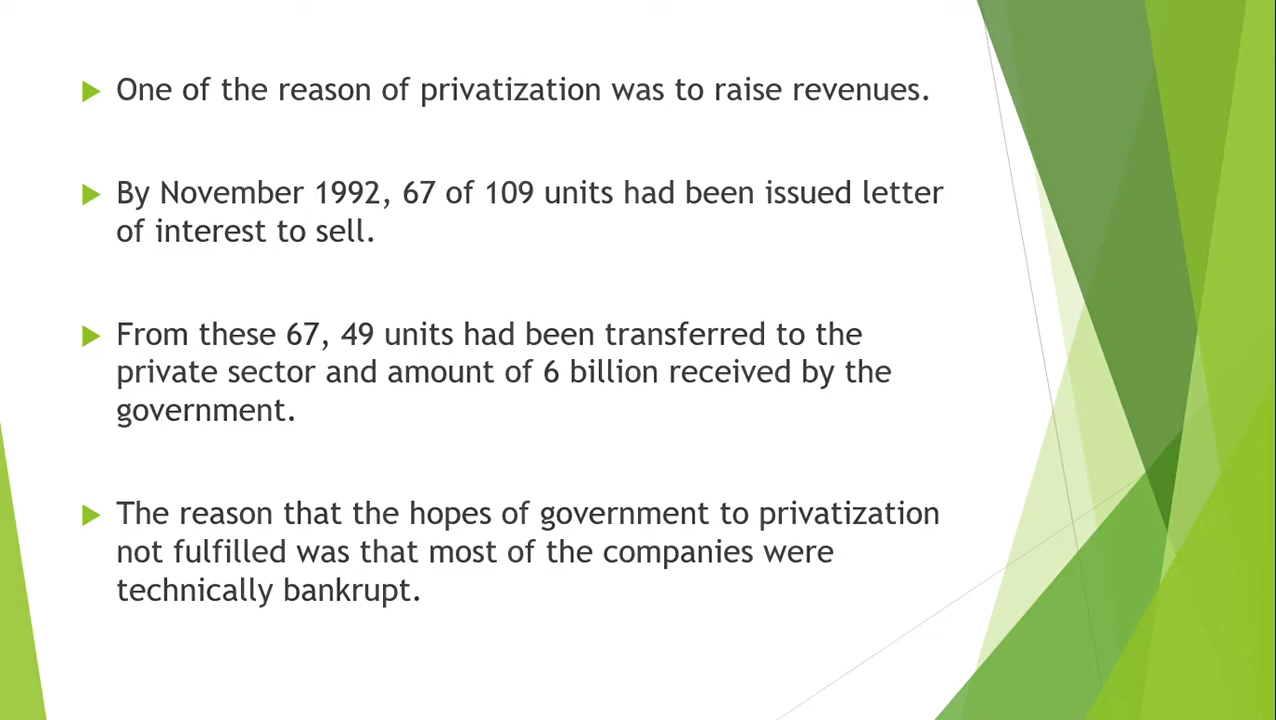 One of the reason of privatization was to raise revenues.
By November 1992, 67 of 109 units had been issued letter
of interest to sell.
From these 67, 49 units had been transferred to the
private sector and amount of 6 billion received by the
government.
The reason that the hopes of government to privatization
not fulfilled was that most of the companies were
technically bankrupt.